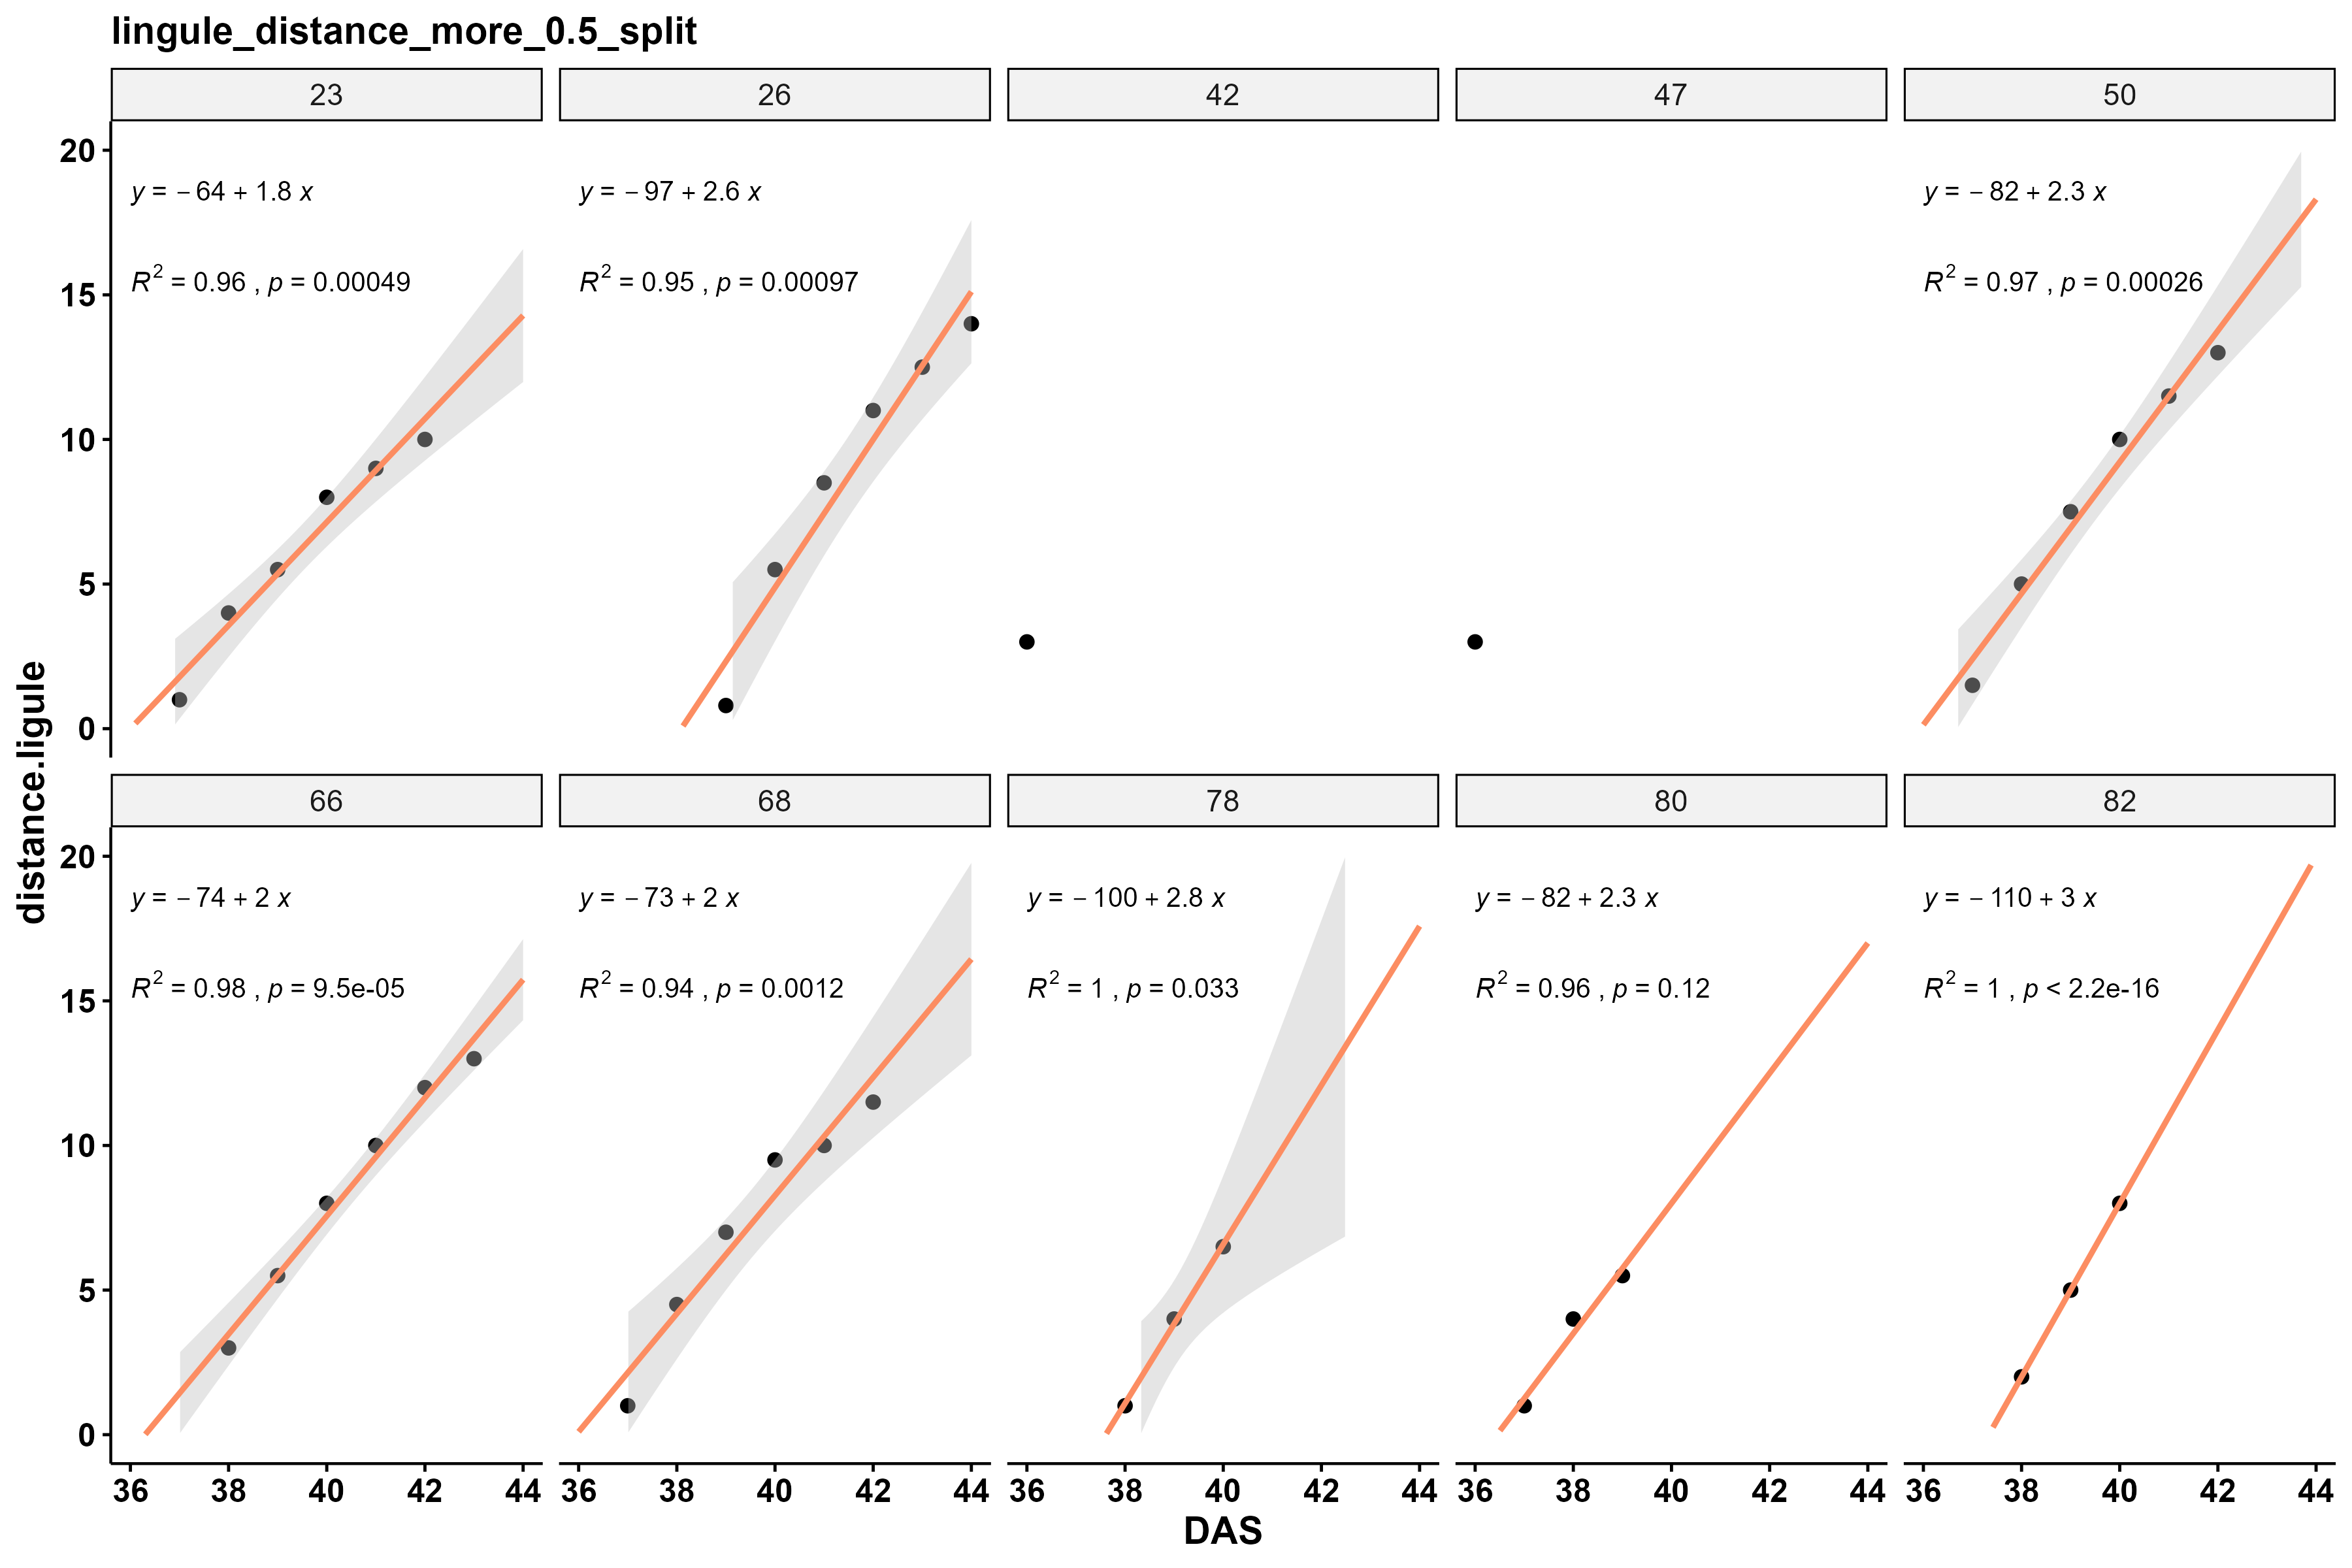 lingule_distance_more_0.5_split
23 26 42 47 50
20
y = − 64 + 1.8 x
y = − 97 + 2.6 x
y = − 82 + 2.3 x
R² = 0.96 , p = 0.00049
R² = 0.95 , p = 0.00097
R² = 0.97 , p = 0.00026
15
10
5
0
distance.ligule
66 68 78 80 82
20
y = − 74 + 2 x
y = − 73 + 2 x
y = − 100 + 2.8 x
y = − 82 + 2.3 x
y = − 110 + 3 x
R² = 0.98 , p = 9.5e-05
R² = 0.94 , p = 0.0012
R² = 1 , p = 0.033
R² = 0.96 , p = 0.12
R² = 1 , p < 2.2e-16
15
10
5
0
36 38 40 42 44 36 38 40 42 44 36 38 40 42 44 36 38 40 42 44 36 38 40 42 44
DAS